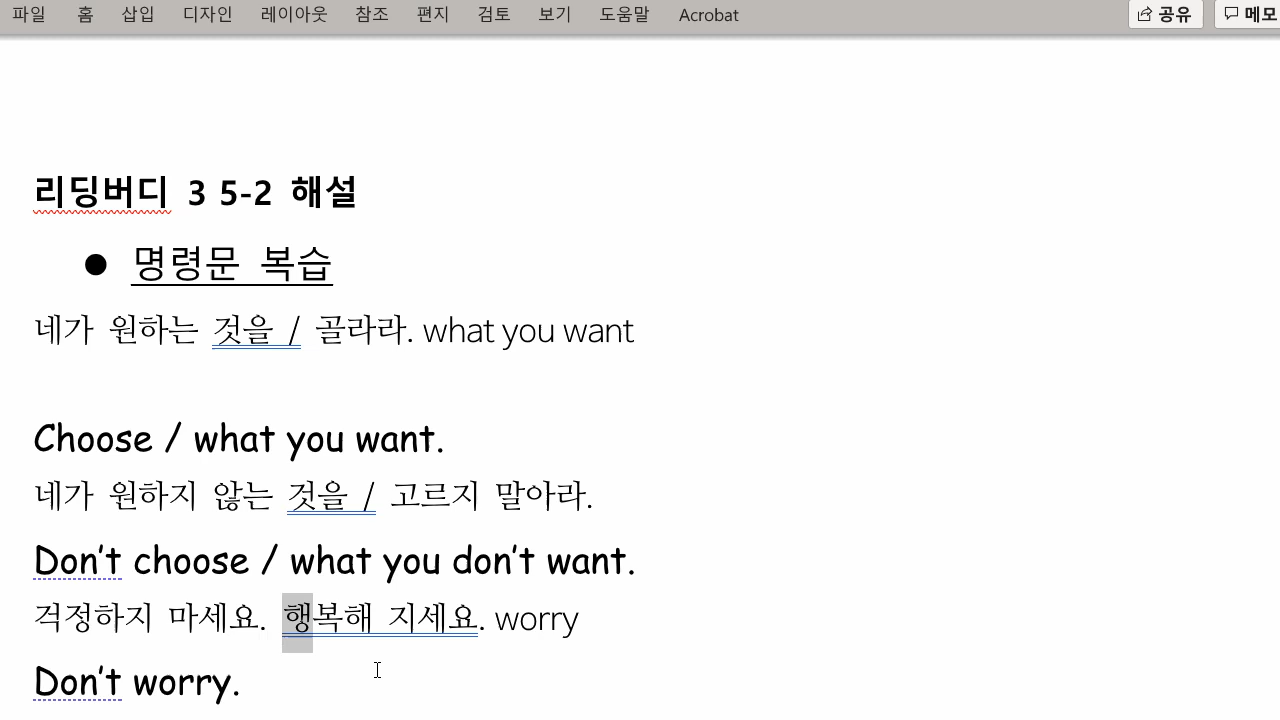 파일 홈 삽입 디자인 레이아웃 참조 편지 검토 보기 도움말 Acrobat 공유 메모
리딩버디 3 5-2 해설
● 명령문 복습
네가 원하는 것을 / 골라라. what you want
Choose / what you want.
네가 원하지 않는 것을 / 고르지 말아라.
Don't choose / what you don't want.
걱정하지 마세요. 행복해 지세요. worry
Don't worry.